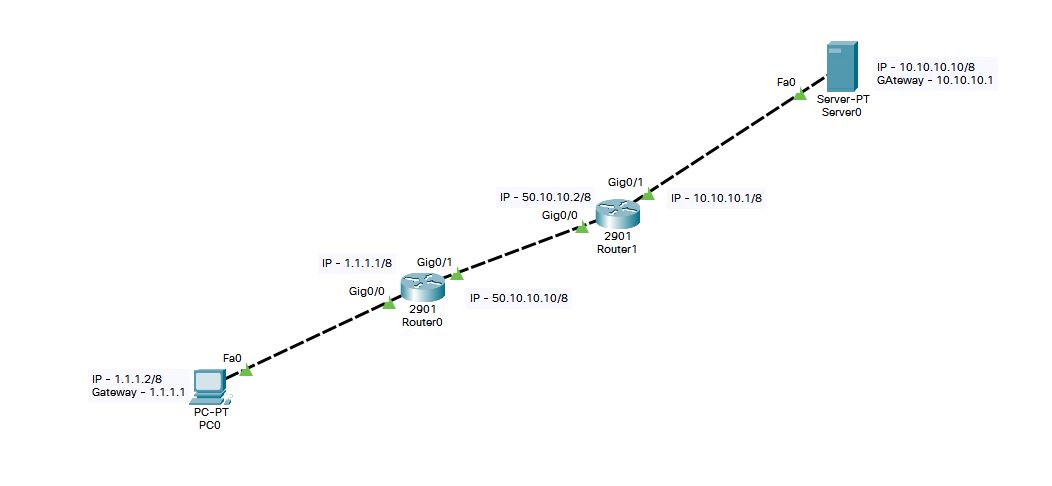 IP - 10.10.10.10/8
GAteway - 10.10.10.1
Fa0
Server-PT
Server0
Gig0/1
IP - 50.10.10.2/8
IP - 10.10.10.1/8
Gig0/0
2901
Router1
IP - 1.1.1.1/8
Gig0/1
Gig0/0
IP - 50.10.10.10/8
2901
Router0
Fa0
IP - 1.1.1.2/8
Gateway - 1.1.1.1
PC-PT
PC0